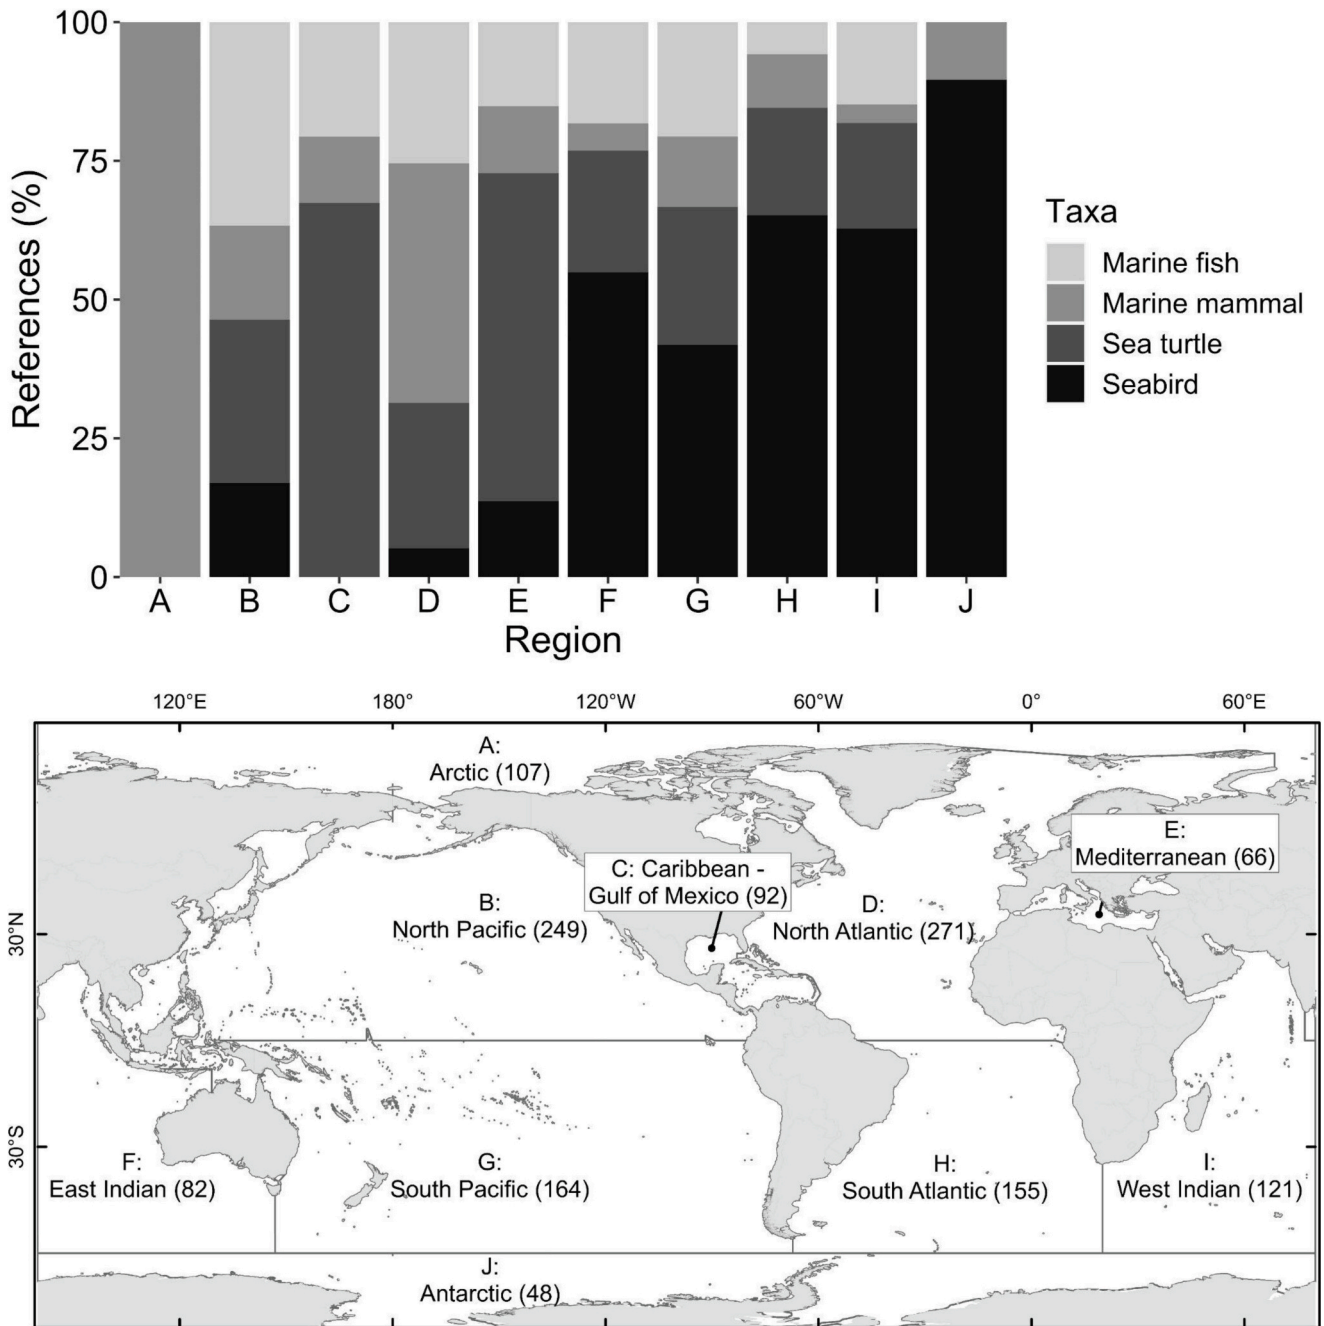 100
75
50
25
0
References (%)
A B C D E F G H I J
Region
Taxa
Marine fish
Marine mammal
Sea turtle
Seabird
120°E 180° 120°W 60°W 0° 60°E
30°N
30°S
A:
Arctic (107)
B:
North Pacific (249)
C: Caribbean -
Gulf of Mexico (92)
D:
North Atlantic (271)
E:
Mediterranean (66)
F:
East Indian (82)
G:
South Pacific (164)
H:
South Atlantic (155)
I:
West Indian (121)
J:
Antarctic (48)